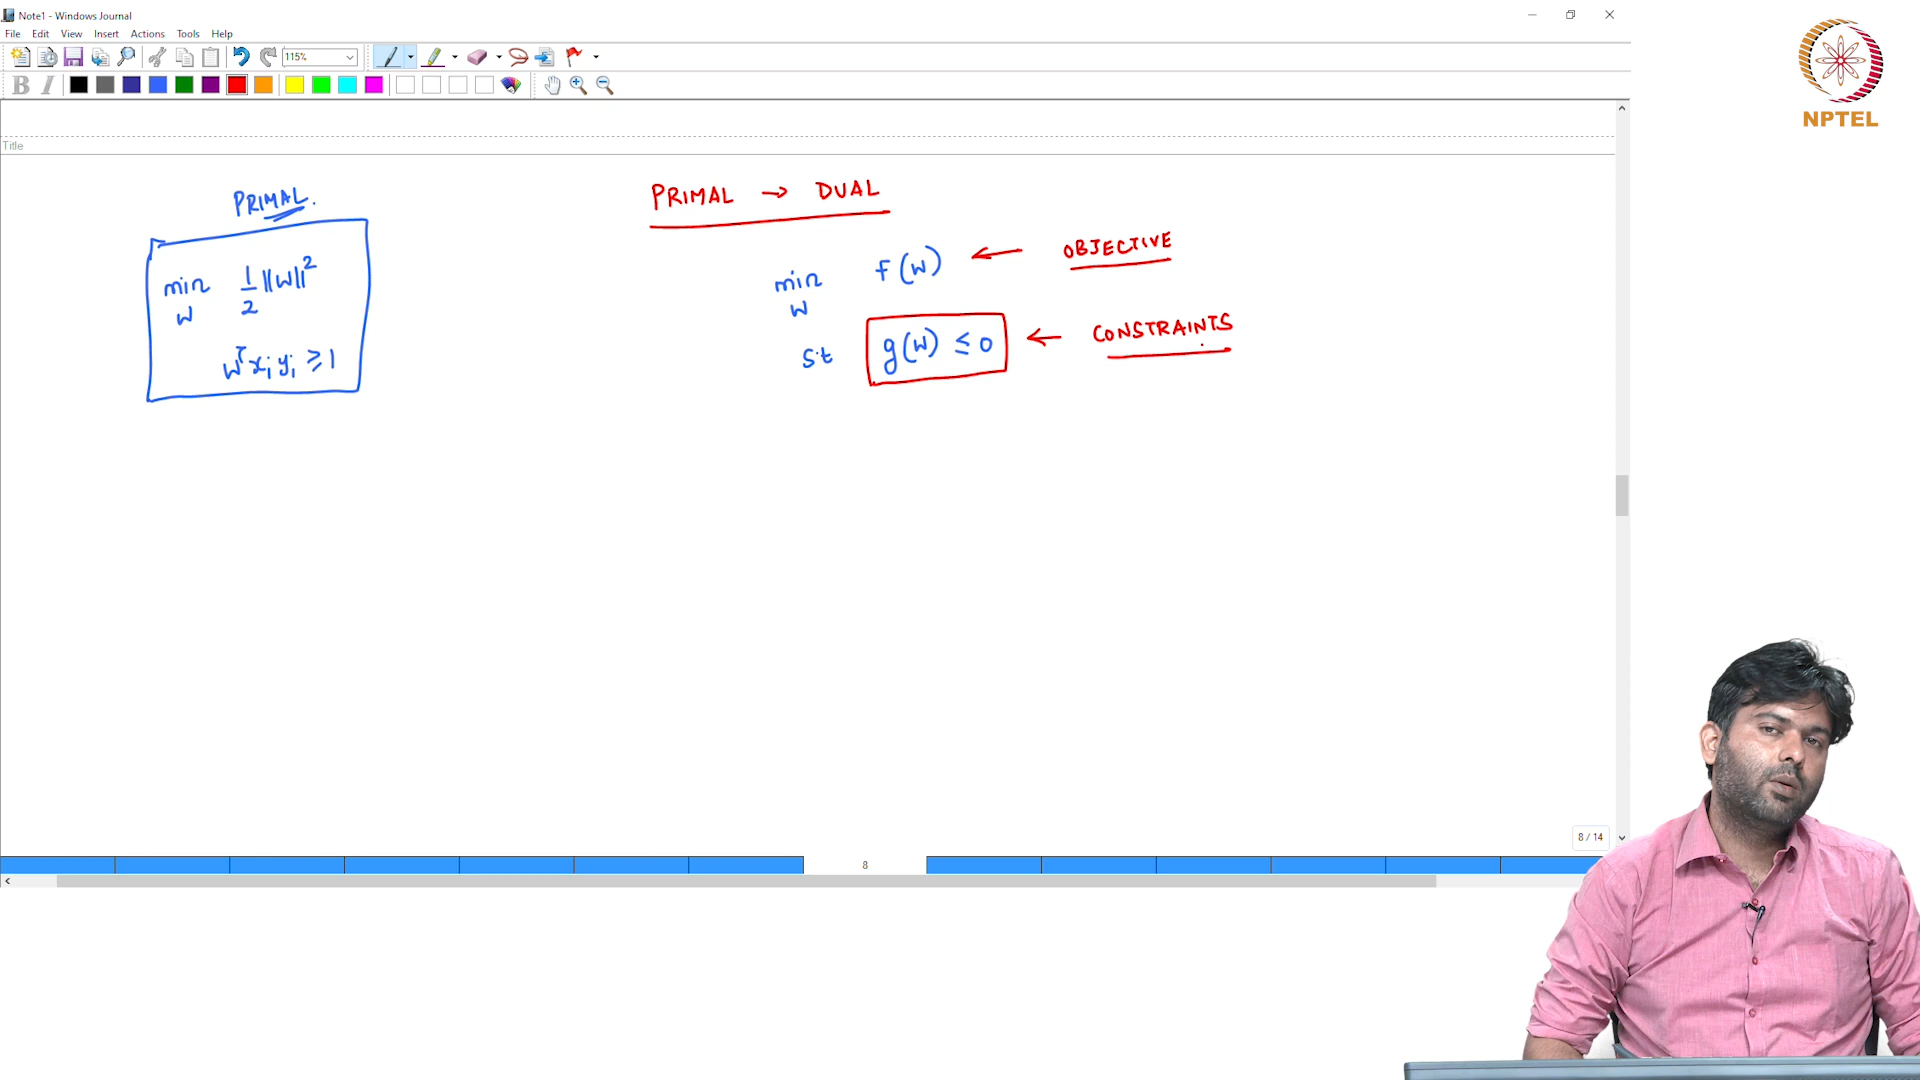 Note1 - Windows Journal
File Edit View Insert Actions Tools Help
115%
B I
NPTEL
Title
PRIMAL.
min 1/2 ||w||²
w
wᵀxᵢyᵢ ≥ 1
PRIMAL → DUAL
min f(w) ← OBJECTIVE
w
s.t g(w) ≤ 0 ← CONSTRAINTS
8 / 14
8